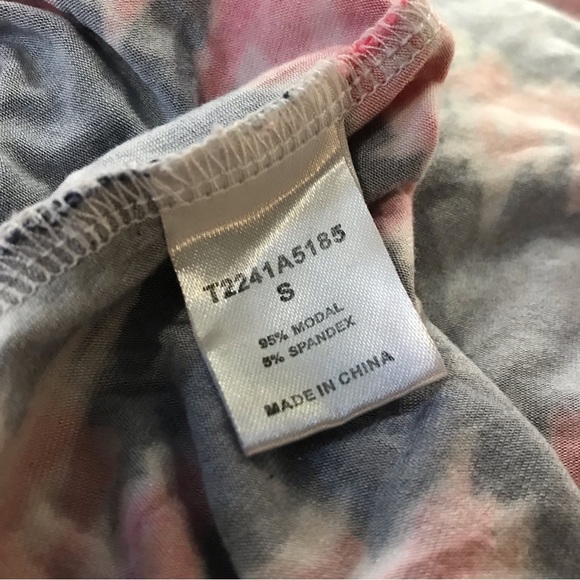 T2241A5185
S
95% MODAL
5% SPANDEX
MADE IN CHINA